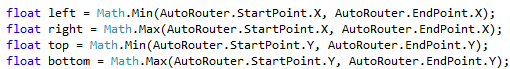 float left = Math.Min(AutoRouter.StartPoint.X, AutoRouter.EndPoint.X);
float right = Math.Max(AutoRouter.StartPoint.X, AutoRouter.EndPoint.X);
float top = Math.Min(AutoRouter.StartPoint.Y, AutoRouter.EndPoint.Y);
float bottom = Math.Max(AutoRouter.StartPoint.Y, AutoRouter.EndPoint.Y);